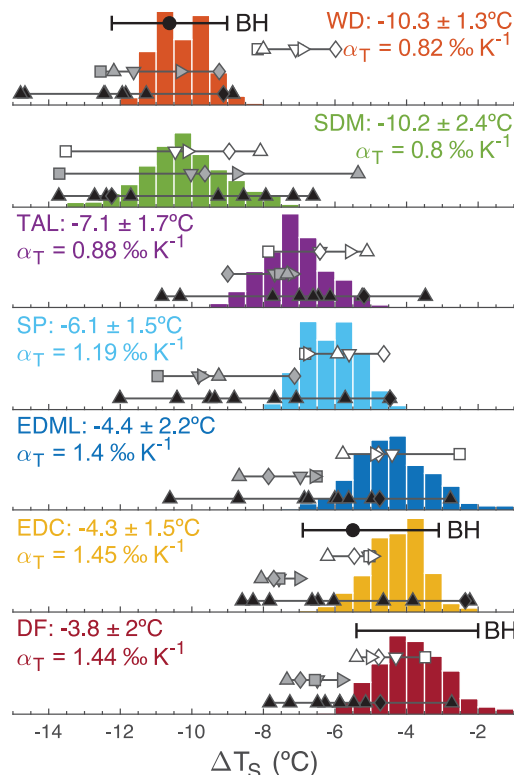 BH
WD: -10.3 ± 1.3ºC
αT = 0.82 ‰ K-1
SDM: -10.2 ± 2.4ºC
αT = 0.8 ‰ K-1
TAL: -7.1 ± 1.7ºC
αT = 0.88 ‰ K-1
SP: -6.1 ± 1.5ºC
αT = 1.19 ‰ K-1
EDML: -4.4 ± 2.2ºC
αT = 1.4 ‰ K-1
EDC: -4.3 ± 1.5ºC
αT = 1.45 ‰ K-1
BH
DF: -3.8 ± 2ºC
αT = 1.44 ‰ K-1
BH
-14 -12 -10 -8 -6 -4 -2
ΔTS (ºC)